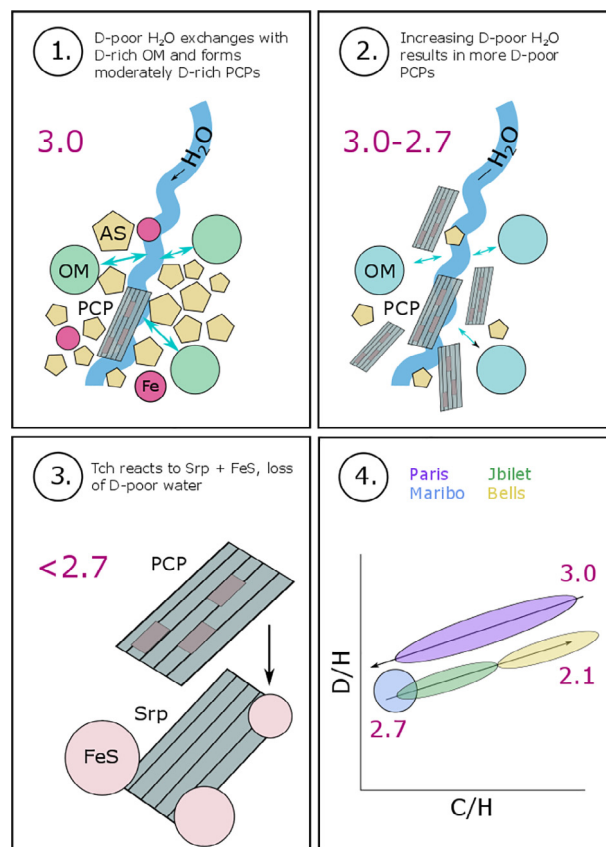 1.
D-poor H₂O exchanges with
D-rich OM and forms
moderately D-rich PCPs
3.0
H₂O
AS
OM
PCP
Fe
2.
Increasing D-poor H₂O
results in more D-poor
PCPs
3.0-2.7
H₂O
OM
PCP
3.
Tch reacts to Srp + FeS, loss
of D-poor water
<2.7
PCP
Srp
FeS
4.
Paris Jbilet
Maribo Bells
3.0
2.1
2.7
D/H
C/H